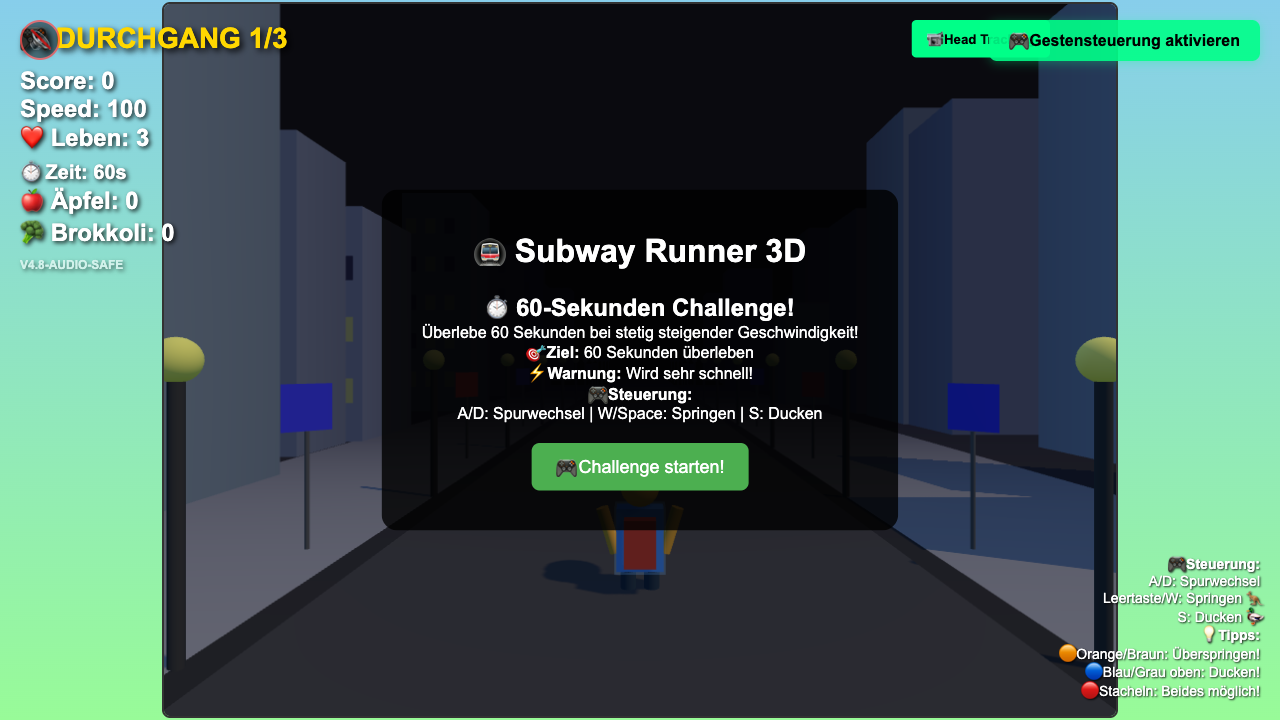 DURCHGANG 1/3
Score: 0
Speed: 100
Leben: 3
Zeit: 60s
Äpfel: 0
Brokkoli: 0
V4.8-AUDIO-SAFE
Head
Gestensteuerung aktivieren
Subway Runner 3D
60-Sekunden Challenge!
Überlebe 60 Sekunden bei stetig steigender Geschwindigkeit!
Ziel: 60 Sekunden überleben
Warnung: Wird sehr schnell!
Steuerung:
A/D: Spurwechsel | W/Space: Springen | S: Ducken
Challenge starten!
Steuerung:
A/D: Spurwechsel
Leertaste/W: Springen
S: Ducken
Tipps:
Orange/Braun: Überspringen!
Blau/Grau oben: Ducken!
Stacheln: Beides möglich!